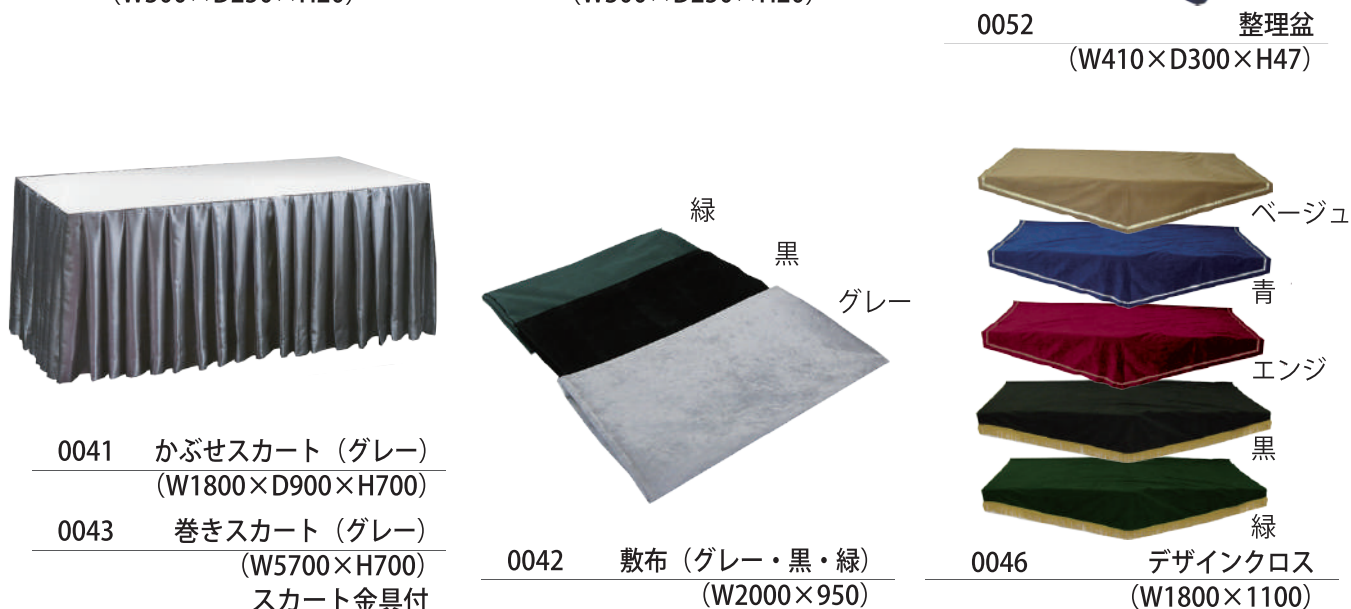 0052 整理盆
（W410×D300×H47）
緑
黒
グレー
ベージュ
青
エンジ
黒
緑
0041 かぶせスカート（グレー）
（W1800×D900×H700）
0043 巻きスカート（グレー）
（W5700×H700）
スカート金具付
0042 敷布（グレー・黒・緑）
（W2000×950）
0046 デザインクロス
（W1800×1100）